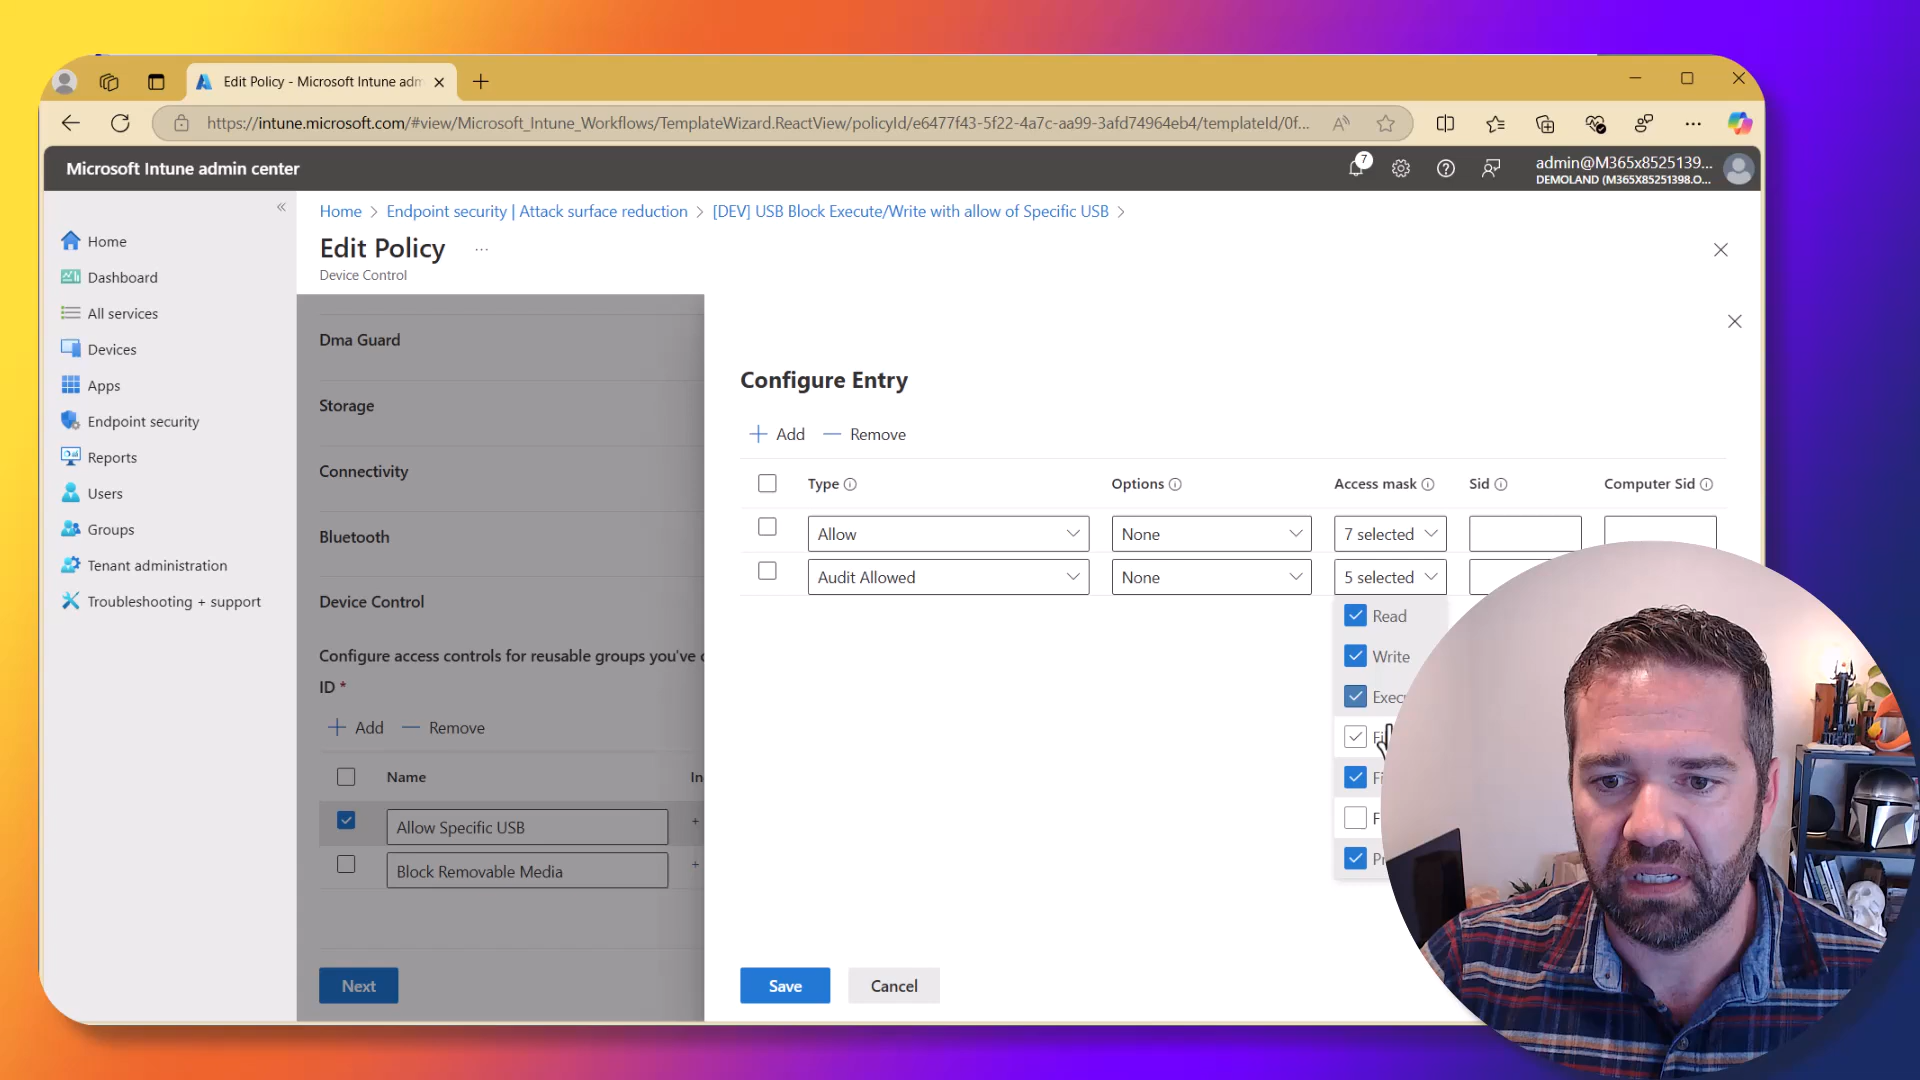 Edit Policy - Microsoft Intune adm
https://intune.microsoft.com/#view/Microsoft_Intune_Workflows/TemplateWizard.ReactView/policyId/e6477f43-5f22-4a7c-aa99-3afd74964eb4/templateId/0f...
Microsoft Intune admin center
7
admin@M365x8525139...
DEMOLAND (M365X85251398.O...
Home > Endpoint security | Attack surface reduction > [DEV] USB Block Execute/Write with allow of Specific USB >
Edit Policy ...
Device Control
Home
Dashboard
All services
Devices
Apps
Endpoint security
Reports
Users
Groups
Tenant administration
Troubleshooting + support
Dma Guard
Storage
Connectivity
Bluetooth
Device Control
Configure access controls for reusable groups you've c
ID *
+ Add — Remove
Name In
Allow Specific USB +
Block Removable Media +
Next
Configure Entry
+ Add — Remove
Type Options Access mask Sid Computer Sid
Allow None 7 selected
Audit Allowed None 5 selected
Read
Write
Exec
Save Cancel